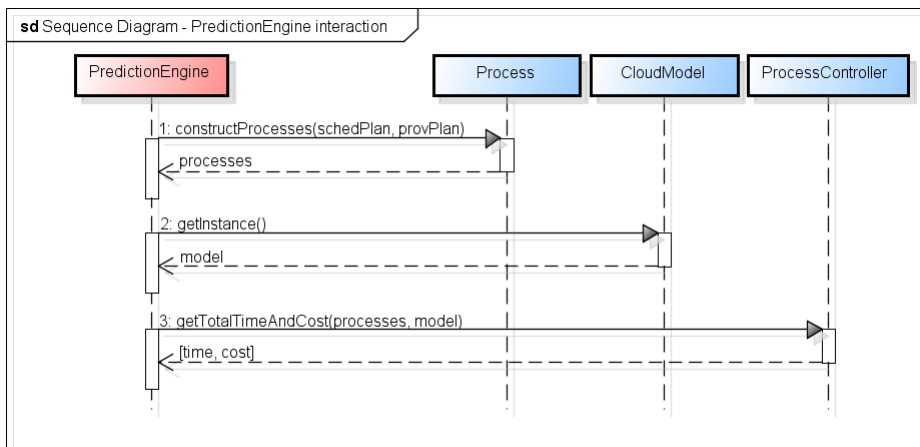 sd Sequence Diagram - PredictionEngine interaction
PredictionEngine Process CloudModel ProcessController
1: constructProcesses(schedPlan, provPlan)
processes
2: getInstance()
model
3: getTotalTimeAndCost(processes, model)
[time, cost]